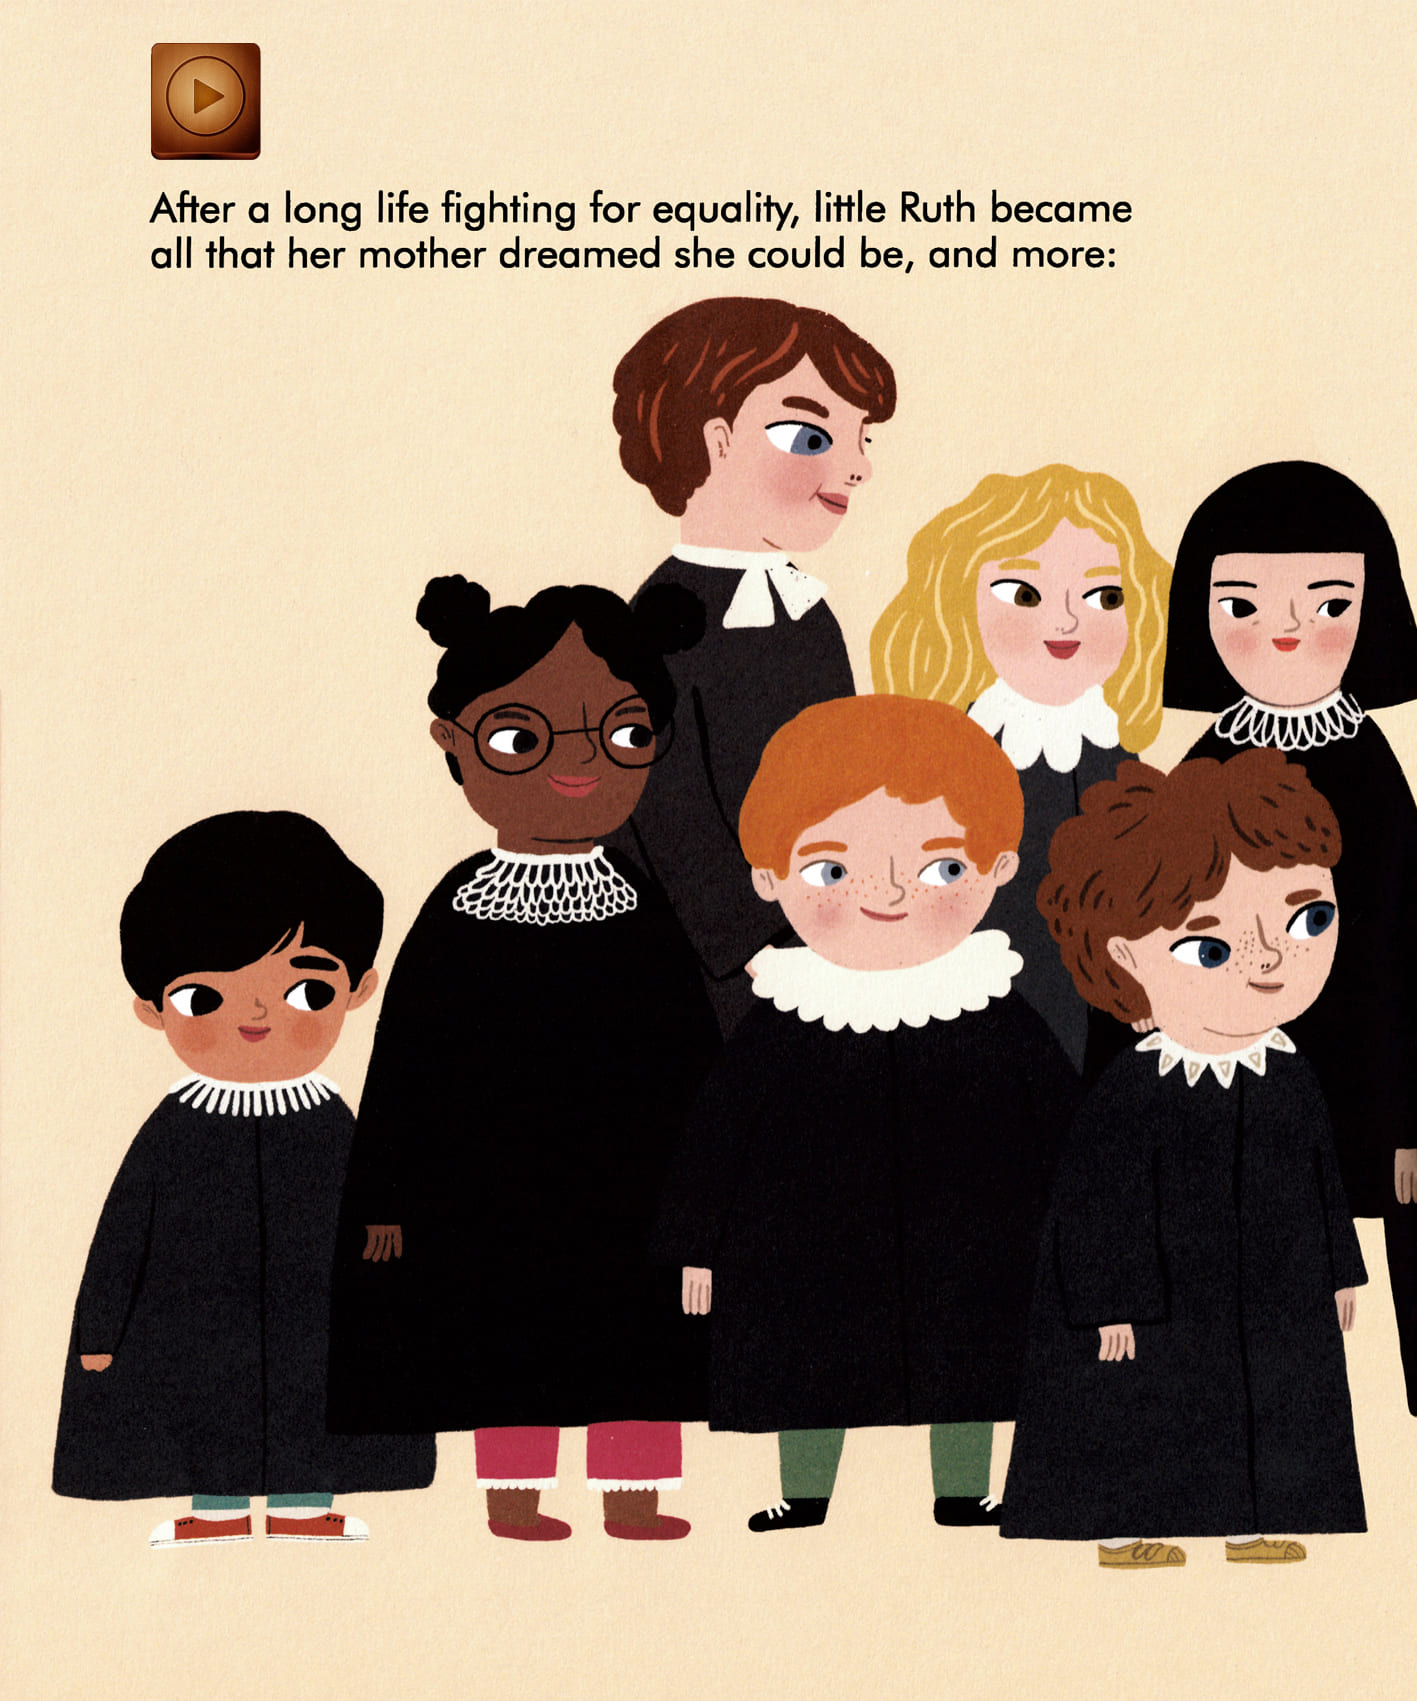 After a long life fighting for equality, little Ruth became
all that her mother dreamed she could be, and more: